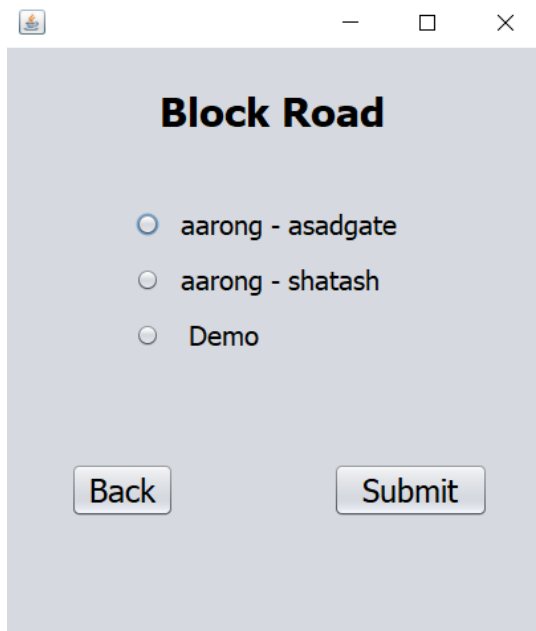 Block Road
aarong - asadgate
aarong - shatash
Demo
Back
Submit